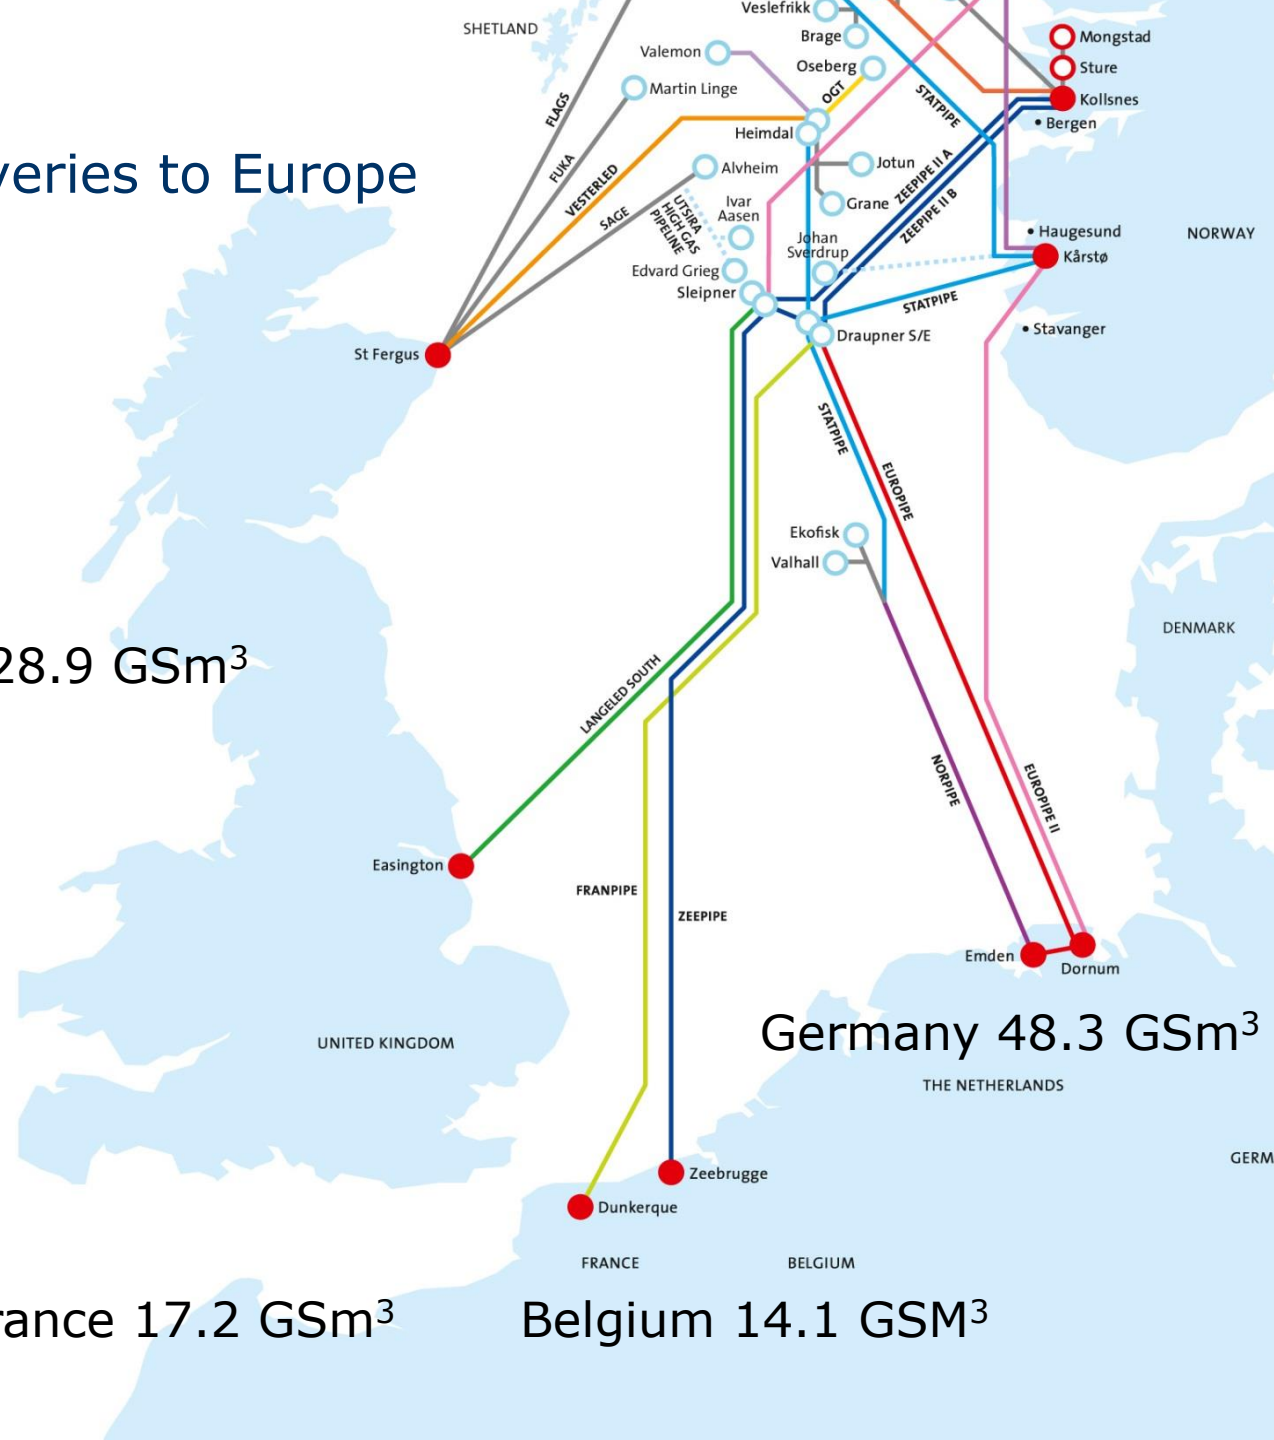 Veslefrikk
SHETLAND
Brage
Mongstad
Valemon
Oseberg
Sture
Martin Linge
OGT
STATPIPE
Kollsnes
FLAGS
Heimdal
Bergen
veries to Europe
FUKA
Alvheim
Jotun
ZEEPIPE II A
VESTERLED
SAGE
UTSIRA
HIGH GAS
PIPELINE
Ivar
Aasen
Grane
ZEEPIPE II B
Haugesund
NORWAY
Johan
Sverdrup
Kårstø
Edvard Grieg
Sleipner
STATPIPE
Stavanger
Draupner S/E
St Fergus
STATPIPE
EUROPIPE
Ekofisk
Valhall
DENMARK
28.9 GSm³
LANGELED SOUTH
NORPIPE
EUROPIPE II
Easington
FRANPIPE
ZEEPIPE
Emden
Dornum
Germany 48.3 GSm³
UNITED KINGDOM
THE NETHERLANDS
GERM
Zeebrugge
Dunkerque
FRANCE
BELGIUM
rance 17.2 GSm³
Belgium 14.1 GSM³